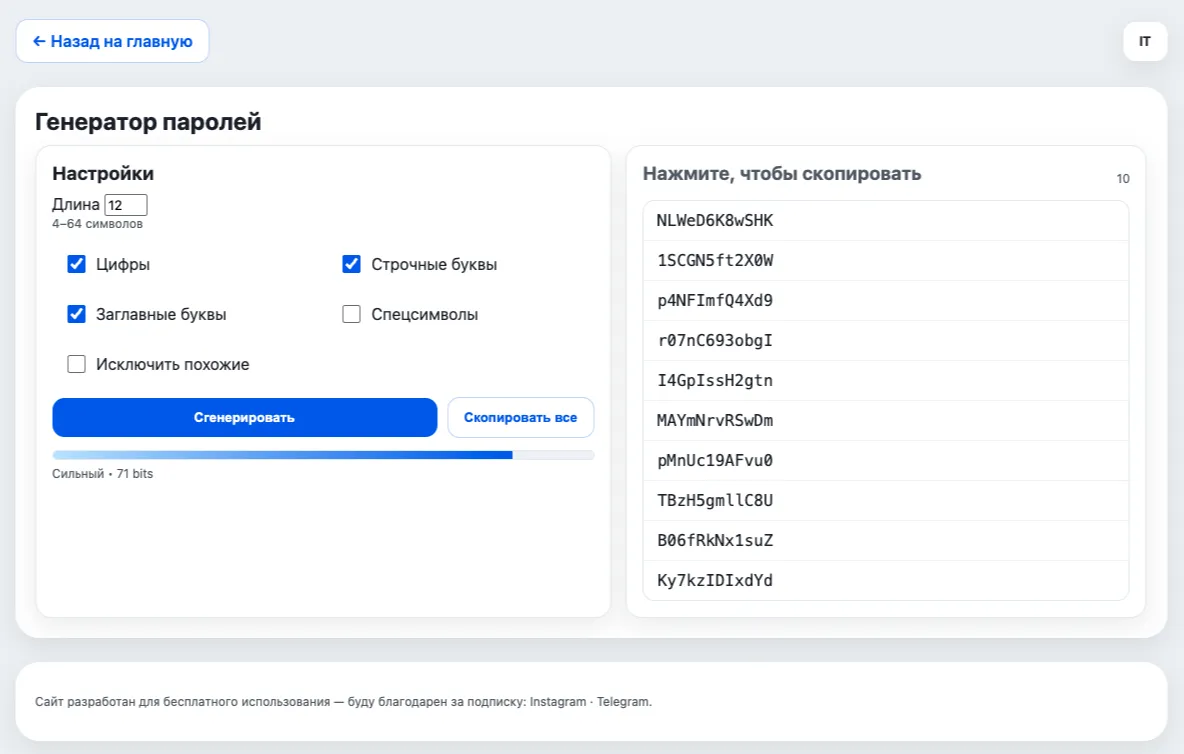 ← Назад на главную
IT
Генератор паролей
Настройки
Длина 12
4–64 символов
Цифры
Строчные буквы
Заглавные буквы
Спецсимволы
Исключить похожие
Сгенерировать
Скопировать все
Сильный • 71 bits
Нажмите, чтобы скопировать
10
NLWeD6K8wSHK
1SCGN5ft2X0W
p4NFImfQ4Xd9
r07nC693obgI
I4GpIssH2gtn
MAYmNrvRSwDm
pMnUc19AFvu0
TBzH5gmllC8U
B06fRkNx1suZ
Ky7kzIDIxdYd
Сайт разработан для бесплатного использования — буду благодарен за подписку: Instagram · Telegram.